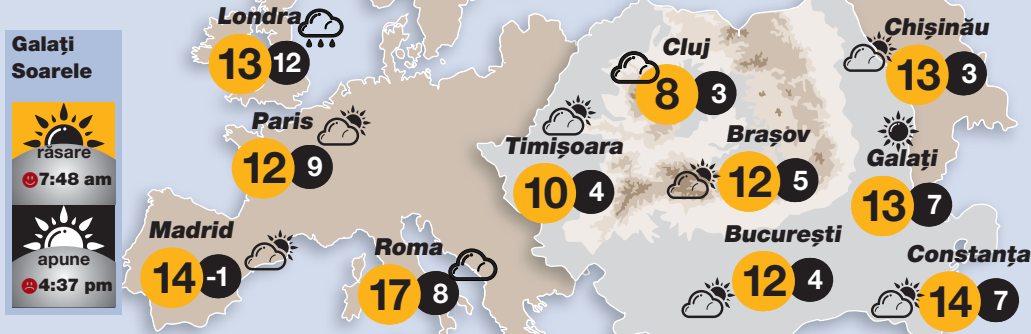 Galați
Soarele
răsare
7:48 am
apune
4:37 pm
Londra
13 12
Paris
12 9
Madrid
14 -1
Roma
17 8
Timișoara
10 4
Cluj
8 3
Brașov
12 5
București
12 4
Chișinău
13 3
Galați
13 7
Constanța
14 7